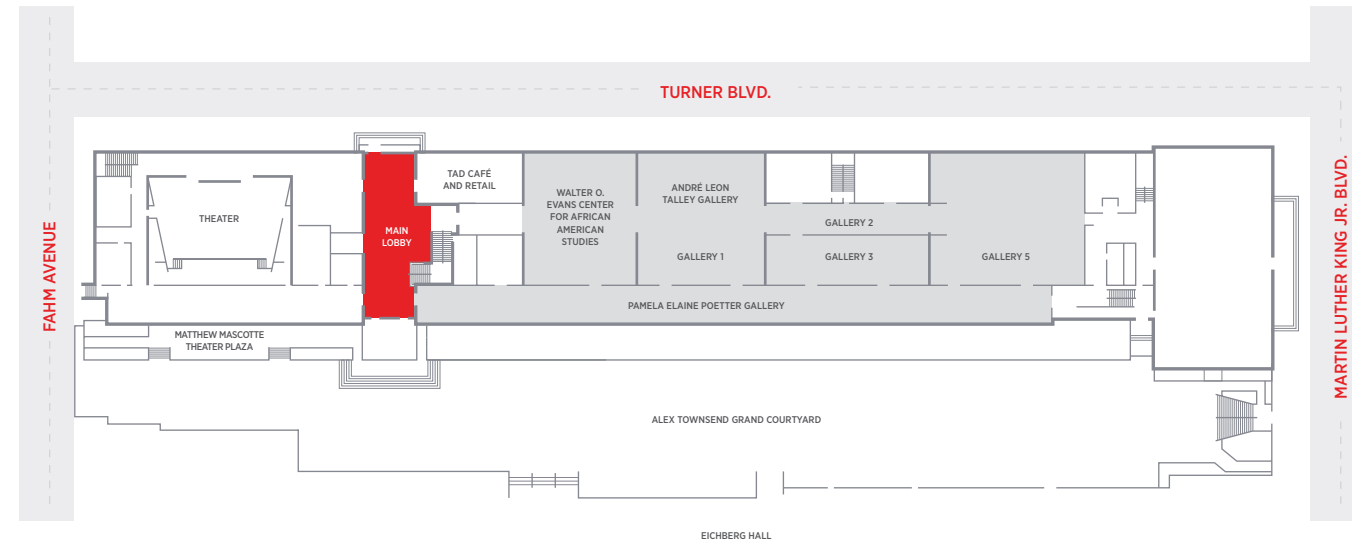 TURNER BLVD.
FAHM AVENUE
MARTIN LUTHER KING JR. BLVD.
THEATER
MAIN
LOBBY
TAD CAFÉ
AND RETAIL
WALTER O.
EVANS CENTER
FOR AFRICAN
AMERICAN
STUDIES
ANDRÉ LEON
TALLEY GALLERY
GALLERY 1
GALLERY 2
GALLERY 3
GALLERY 5
PAMELA ELAINE POETTER GALLERY
MATTHEW MASCOTTE
THEATER PLAZA
ALEX TOWNSEND GRAND COURTYARD
EICHBERG HALL